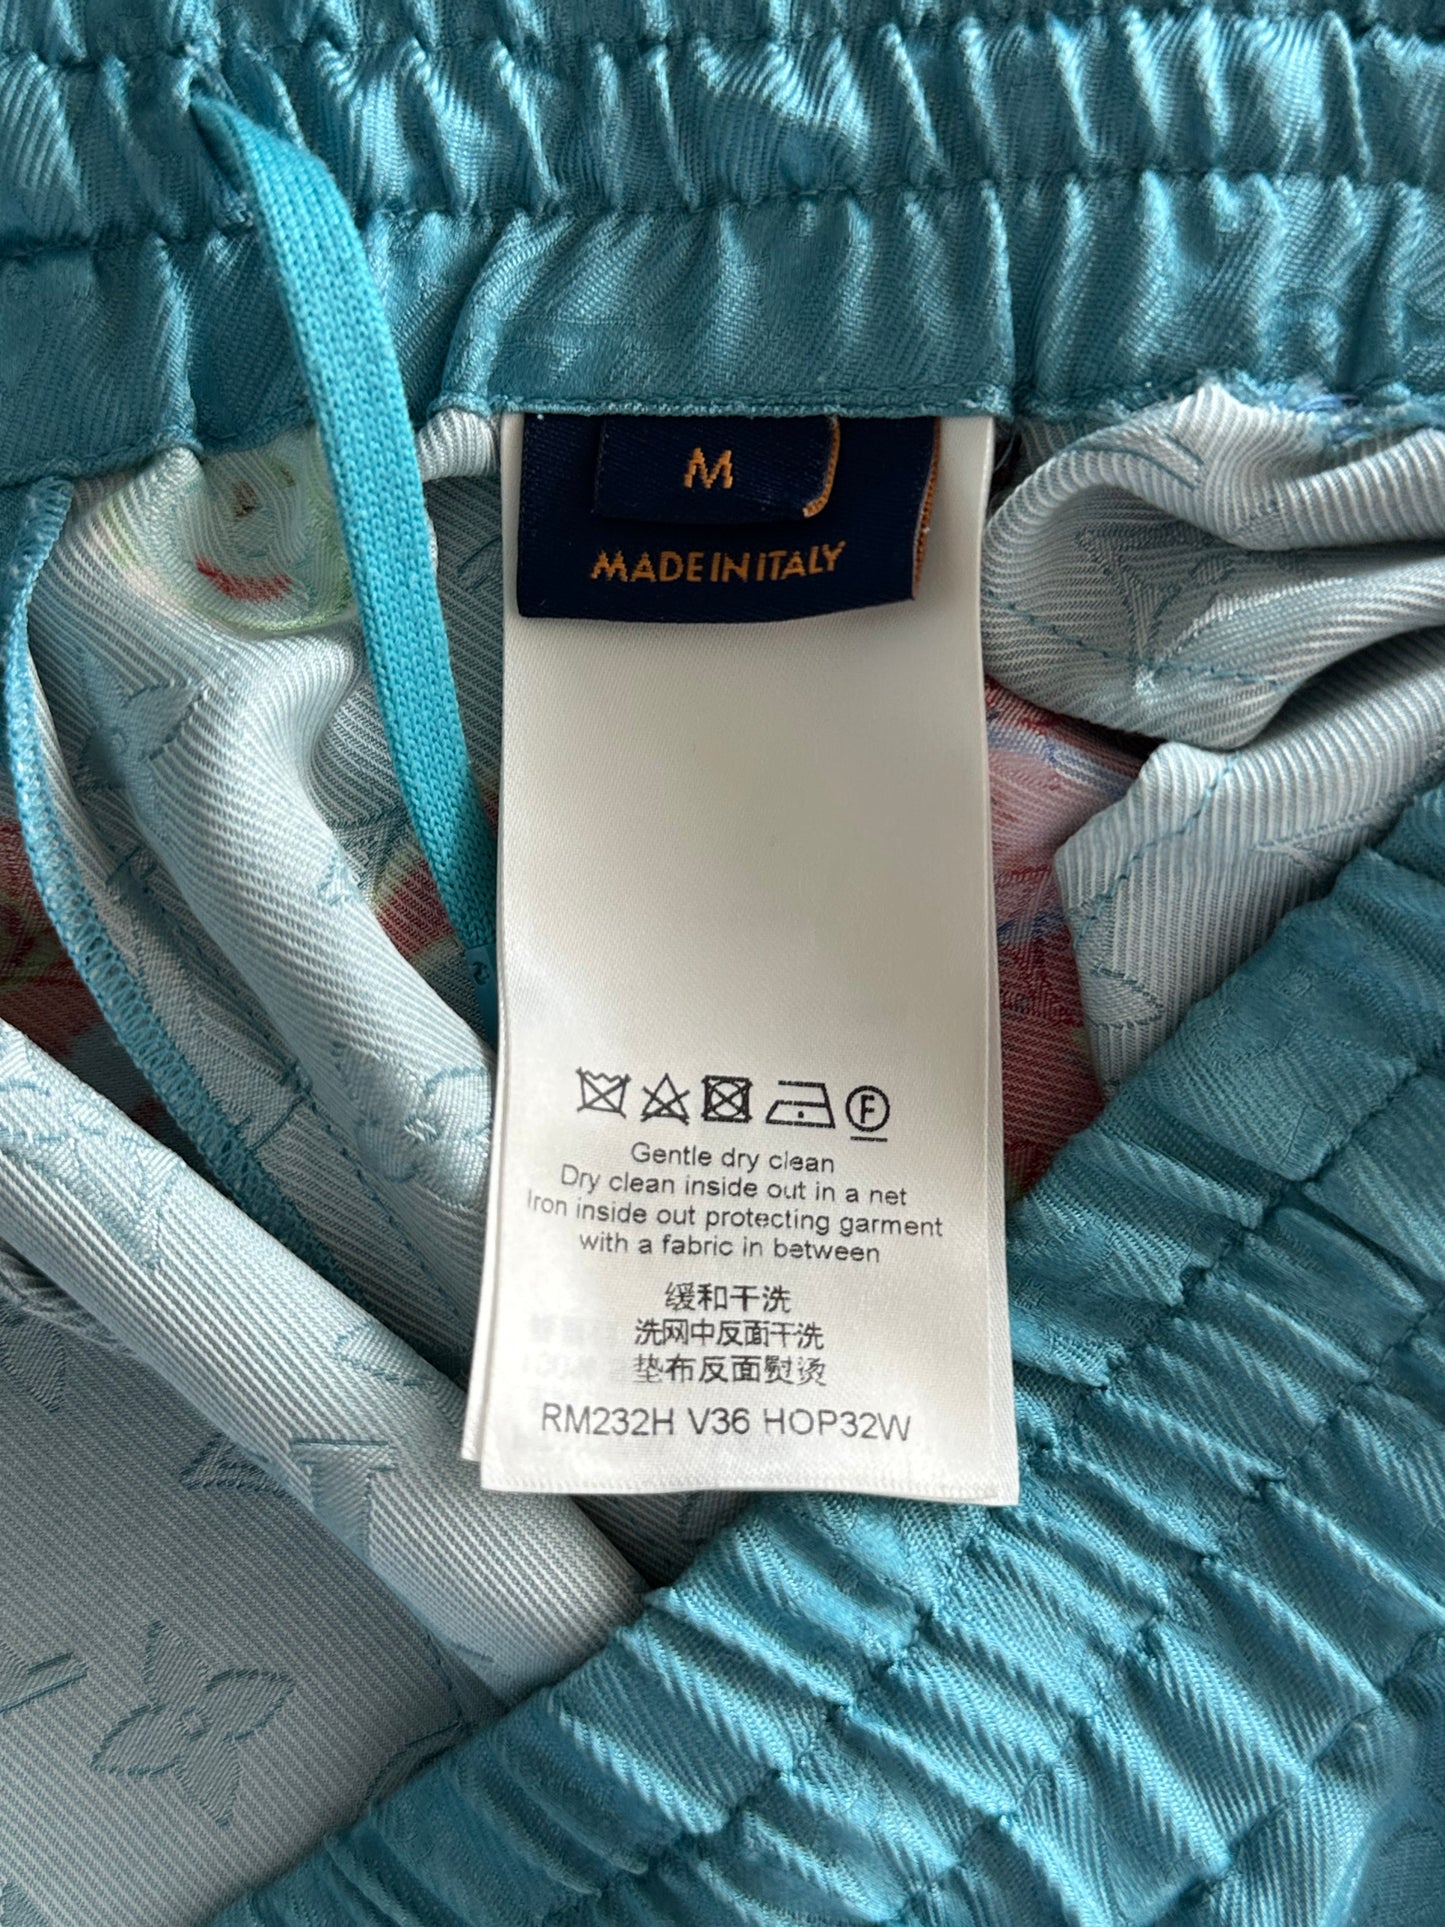 M
MADE IN ITALY
F
Gentle dry clean
Dry clean inside out in a net
Iron inside out protecting garment
with a fabric in between
缓和干洗
洗网中反面干洗
垫布反面熨烫
RM232H V36 HOP32W